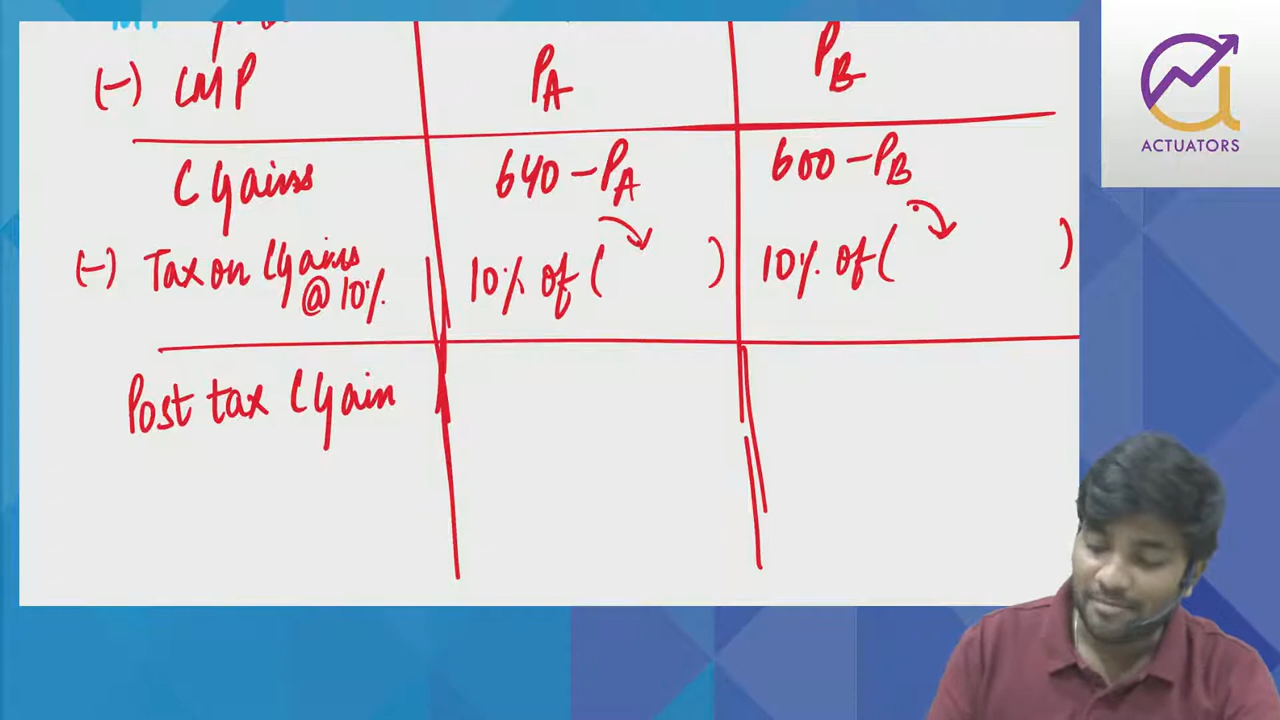 (-) CMP P_A P_B
C Gains 640 - P_A 600 - P_B
(-) Tax on C Gains @ 10% 10% of ( ) 10% of ( )
Post tax C Gain
ACTUATORS